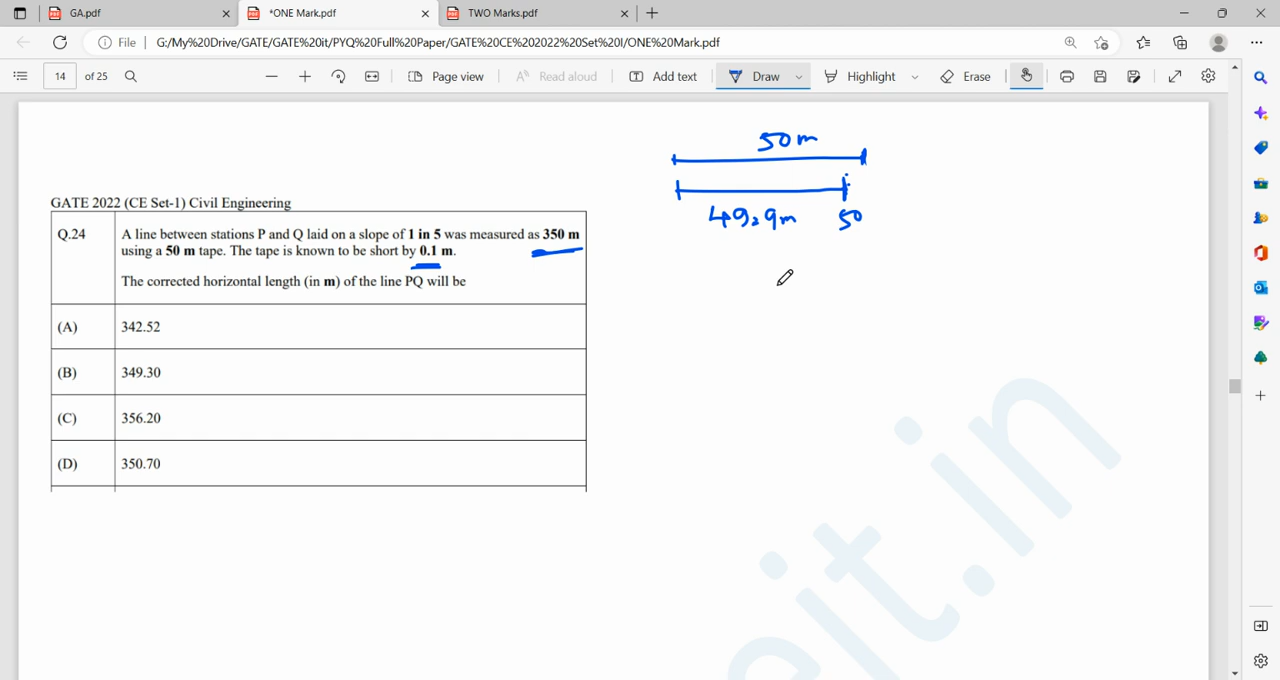 GA.pdf
*ONE Mark.pdf
TWO Marks.pdf
File
G:/My%20Drive/GATE/GATE%20it/PYQ%20Full%20Paper/GATE%20CE%202022%20Set%20I/ONE%20Mark.pdf
14 of 25
Page view
Read aloud
Add text
Draw
Highlight
Erase
50 m
49.9m 50
GATE 2022 (CE Set-1) Civil Engineering
Q.24 A line between stations P and Q laid on a slope of 1 in 5 was measured as 350 m
using a 50 m tape. The tape is known to be short by 0.1 m.
The corrected horizontal length (in m) of the line PQ will be
(A) 342.52
(B) 349.30
(C) 356.20
(D) 350.70
ejt.in